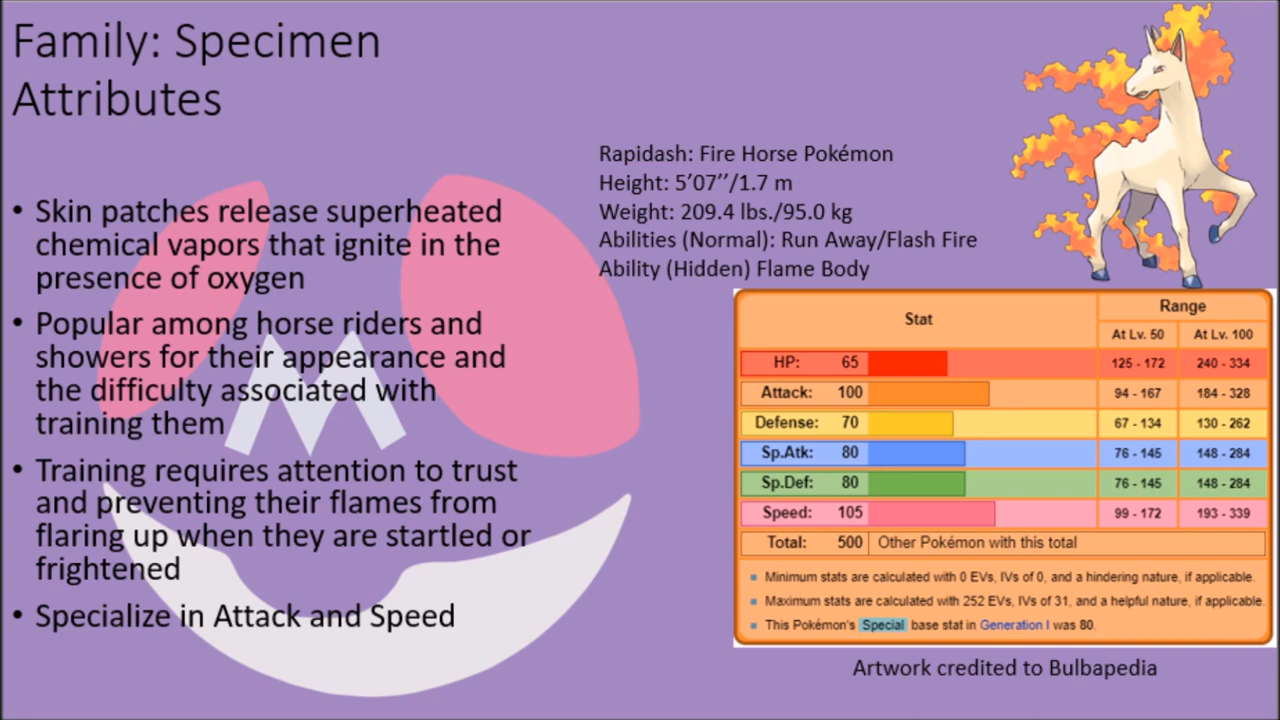 Family: Specimen
Attributes
• Skin patches release superheated
chemical vapors that ignite in the
presence of oxygen
• Popular among horse riders and
showers for their appearance and
the difficulty associated with
training them
• Training requires attention to trust
and preventing their flames from
flaring up when they are startled or
frightened
• Specialize in Attack and Speed
M
Rapidash: Fire Horse Pokémon
Height: 5’07’’/1.7 m
Weight: 209.4 lbs./95.0 kg
Abilities (Normal): Run Away/Flash Fire
Ability (Hidden) Flame Body
Stat Range
At Lv. 50 At Lv. 100
HP: 65 125 - 172 240 - 334
Attack: 100 94 - 167 184 - 328
Defense: 70 67 - 134 130 - 262
Sp.Atk: 80 76 - 145 148 - 284
Sp.Def: 80 76 - 145 148 - 284
Speed: 105 99 - 172 193 - 339
Total: 500 Other Pokémon with this total
Minimum stats are calculated with 0 EVs, IVs of 0, and a hindering nature, if applicable.
Maximum stats are calculated with 252 EVs, IVs of 31, and a helpful nature, if applicable.
This Pokémon's Special base stat in Generation I was 80.
Artwork credited to Bulbapedia